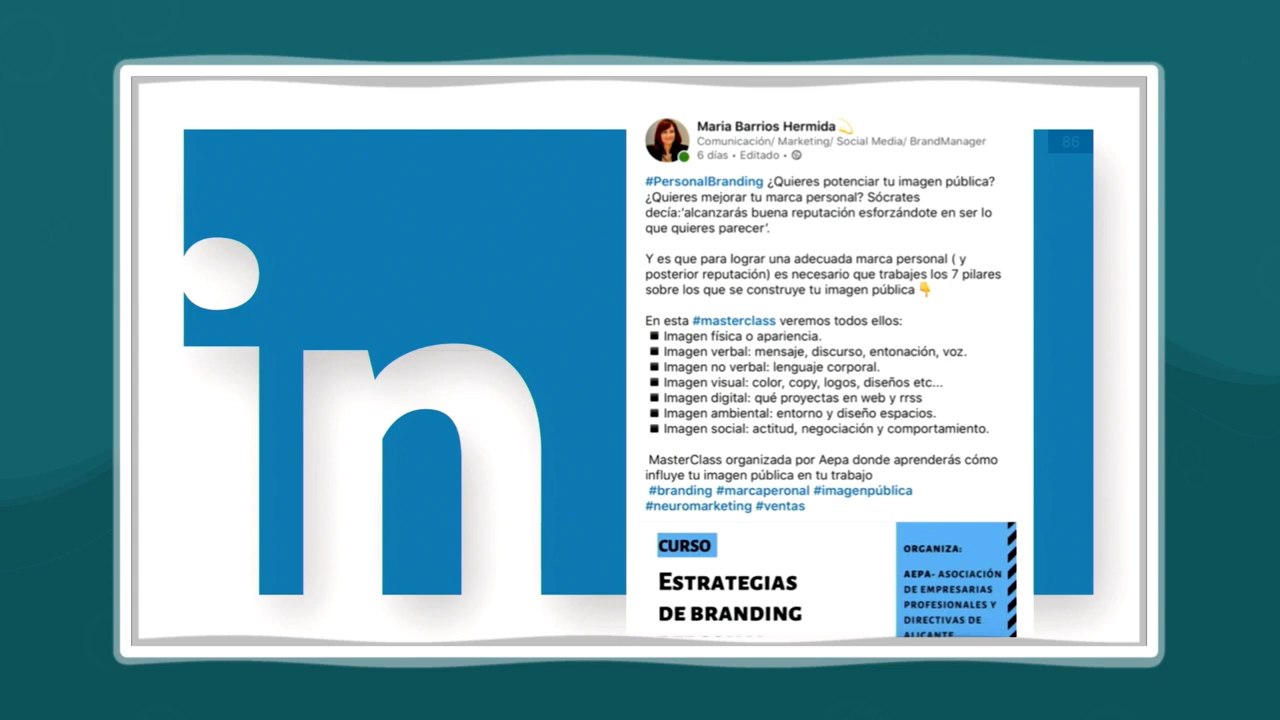 in
86
Maria Barrios Hermida
Comunicación/ Marketing/ Social Media/ BrandManager
6 días • Editado •
#PersonalBranding ¿Quieres potenciar tu imagen pública?
¿Quieres mejorar tu marca personal? Sócrates
decía:‘alcanzarás buena reputación esforzándote en ser lo
que quieres parecer’.
Y es que para lograr una adecuada marca personal ( y
posterior reputación) es necesario que trabajes los 7 pilares
sobre los que se construye tu imagen pública 👇
En esta #masterclass veremos todos ellos:
◾ Imagen física o apariencia.
◾ Imagen verbal: mensaje, discurso, entonación, voz.
◾ Imagen no verbal: lenguaje corporal.
◾ Imagen visual: color, copy, logos, diseños etc...
◾ Imagen digital: qué proyectas en web y rrss
◾ Imagen ambiental: entorno y diseño espacios.
◾ Imagen social: actitud, negociación y comportamiento.
MasterClass organizada por Aepa donde aprenderás cómo
influye tu imagen pública en tu trabajo
#branding #marcaperonal #imagenpública
#neuromarketing #ventas
CURSO
ESTRATEGIAS
DE BRANDING
ORGANIZA:
AEPA- ASOCIACIÓN
DE EMPRESARIAS
PROFESIONALES Y
DIRECTIVAS DE
ALICANTE